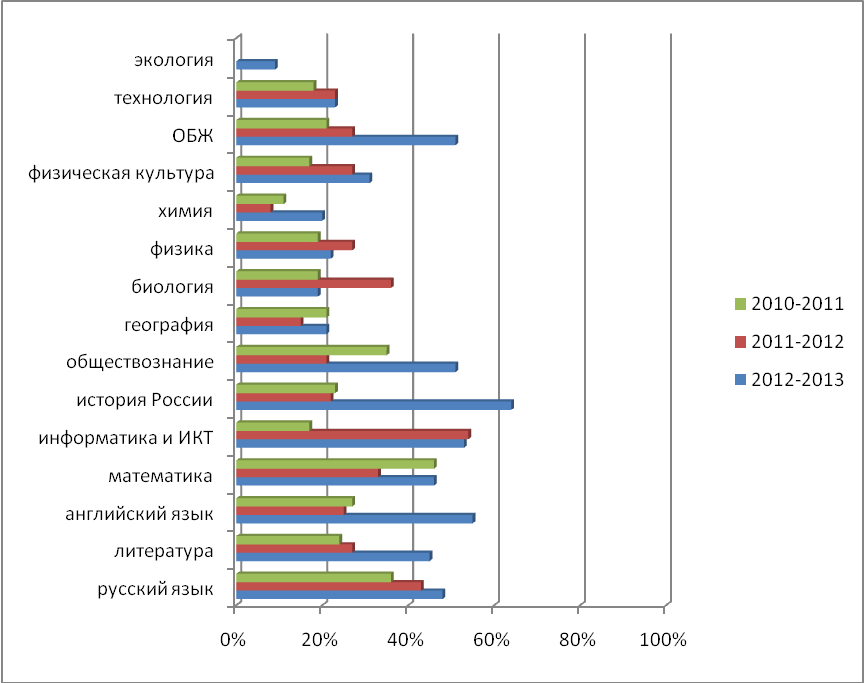 экология
технология
ОБЖ
физическая культура
химия
физика
биология
география
обществознание
история России
информатика и ИКТ
математика
английский язык
литература
русский язык
0% 20% 40% 60% 80% 100%
2010-2011
2011-2012
2012-2013